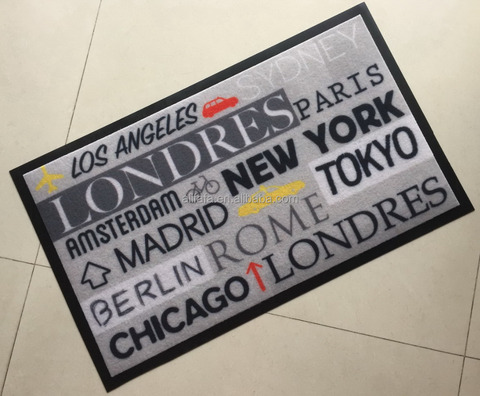 LOS ANGELES SYDNEY
LONDRES PARIS
AMSTERDAM NEW YORK
MADRID TOKYO
BERLIN ROME
CHICAGO LONDRES